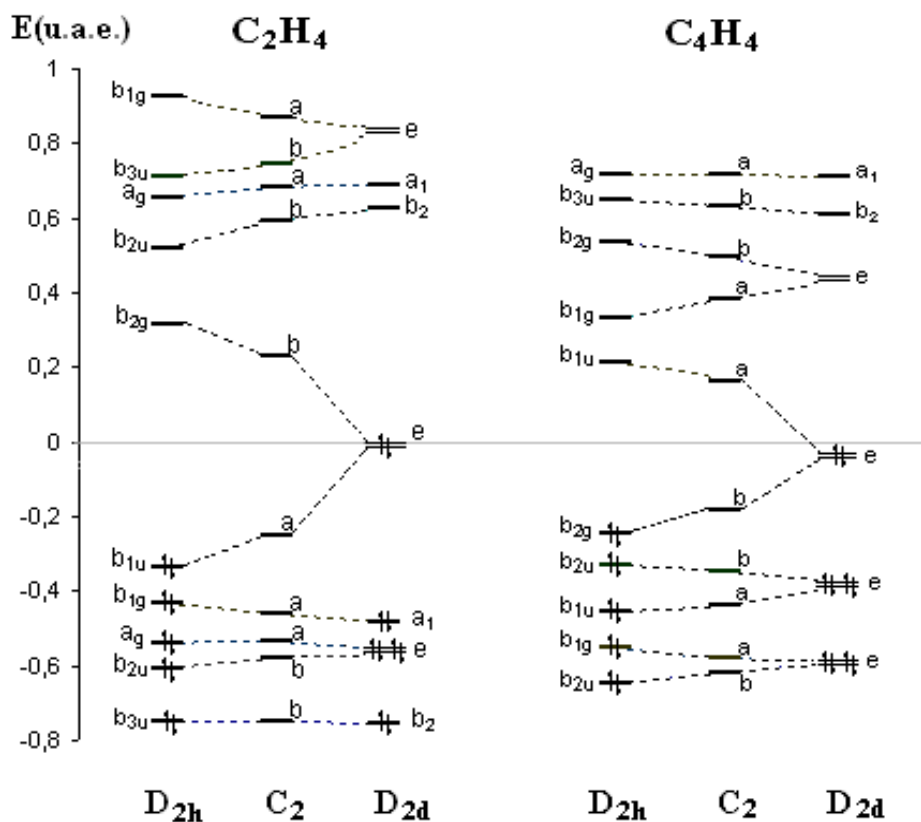 E(u.a.e.) C₂H₄ C₄H₄
1
b1g a e
0,8
b3u b
ag a a1
b b2
0,6
b2u
0,4
b2g b
0,2
0 e
-0,2
a
b1u
-0,4
b1g a a1
ag a e
-0,6
b2u b
b3u b b2
-0,8
ag a a1
b3u b b2
b2g b e
b1g a
b1u a
e
b2g b
b2u b e
b1u a
b1g a e
b2u b
D2h C2 D2d D2h C2 D2d